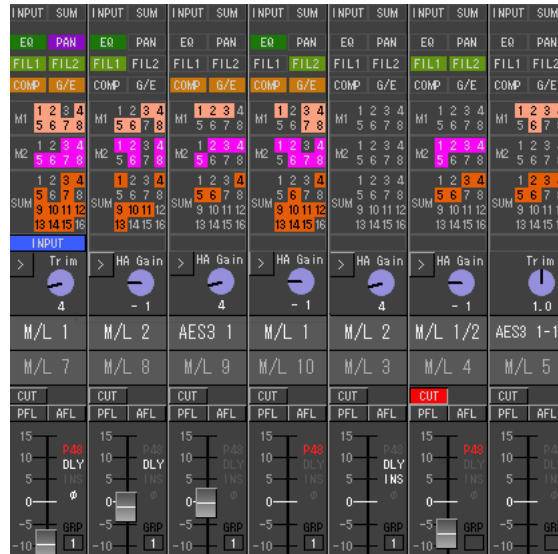 INPUT SUM INPUT SUM INPUT SUM INPUT SUM INPUT SUM INPUT SUM INPUT SUM
EQ PAN EQ PAN EQ PAN EQ PAN EQ PAN EQ PAN EQ PAN
FIL1 FIL2 FIL1 FIL2 FIL1 FIL2 FIL1 FIL2 FIL1 FIL2 FIL1 FIL2 FIL1 FIL2
COMP G/E COMP G/E COMP G/E COMP G/E COMP G/E COMP G/E COMP G/E
1 2 3 4 1 2 3 4 1 2 3 4 1 2 3 4 1 2 3 4 1 2 3 4 1 2 3 4
M1 M1 M1 M1 M1 M1 M1
5 6 7 8 5 6 7 8 5 6 7 8 5 6 7 8 5 6 7 8 5 6 7 8 5 6 7 8
1 2 3 4 1 2 3 4 1 2 3 4 1 2 3 4 1 2 3 4 1 2 3 4 1 2 3 4
M2 M2 M2 M2 M2 M2 M2
5 6 7 8 5 6 7 8 5 6 7 8 5 6 7 8 5 6 7 8 5 6 7 8 5 6 7 8
1 2 3 4 1 2 3 4 1 2 3 4 1 2 3 4 1 2 3 4 1 2 3 4 1 2 3 4
5 6 7 8 5 6 7 8 5 6 7 8 5 6 7 8 5 6 7 8 5 6 7 8 5 6 7 8
SUM SUM SUM SUM SUM SUM SUM
9 10 11 12 9 10 11 12 9 10 11 12 9 10 11 12 9 10 11 12 9 10 11 12 9 10 11 12
13 14 15 16 13 14 15 16 13 14 15 16 13 14 15 16 13 14 15 16 13 14 15 16 13 14 15 16
INPUT
> Trim > HA Gain > HA Gain > HA Gain > HA Gain > HA Gain > Trim
4 -1 4 -1 4 -1 1.0
M/L 1 M/L 2 AES3 1 M/L 1 M/L 2 M/L 1/2 AES3 1-1
M/L 7 M/L 8 M/L 9 M/L 10 M/L 3 M/L 4 M/L 5
CUT CUT CUT CUT CUT CUT CUT
PFL AFL PFL AFL PFL AFL PFL AFL PFL AFL PFL AFL PFL AFL
15 15 15 15 15 15 15
P48 P48 P48 P48 P48 P48 P48
10 10 10 10 10 10 10
DLY DLY DLY DLY DLY DLY DLY
5 5 5 5 5 5 5
INS INS INS INS INS INS INS
0 ø 0 ø 0 ø 0 ø 0 ø 0 ø 0 ø
-5 -5 -5 -5 -5 -5 -5
GRP GRP GRP GRP GRP GRP GRP
-10 1 -10 1 -10 1 -10 1 -10 1 -10 -10 1